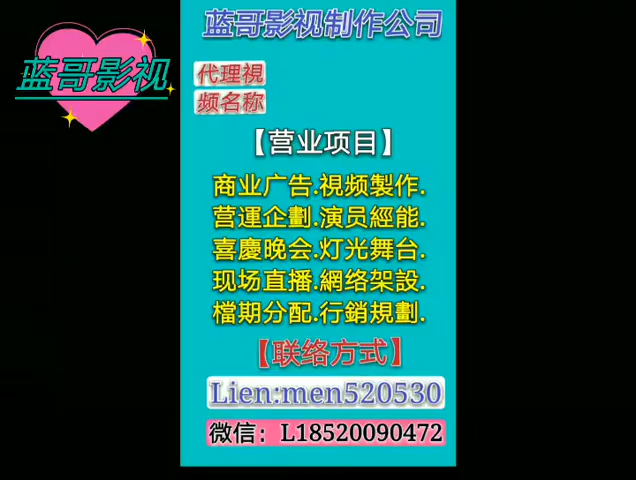 蓝哥影视制作公司
蓝哥影视
代理視
频名称
【营业项目】
商业广告.視频製作.
营運企劃.演员經能.
喜慶晚会.灯光舞台.
现场直播.網络架設.
檔期分配.行銷規劃.
【联络方式】
Lien:men520530
微信：L18520090472